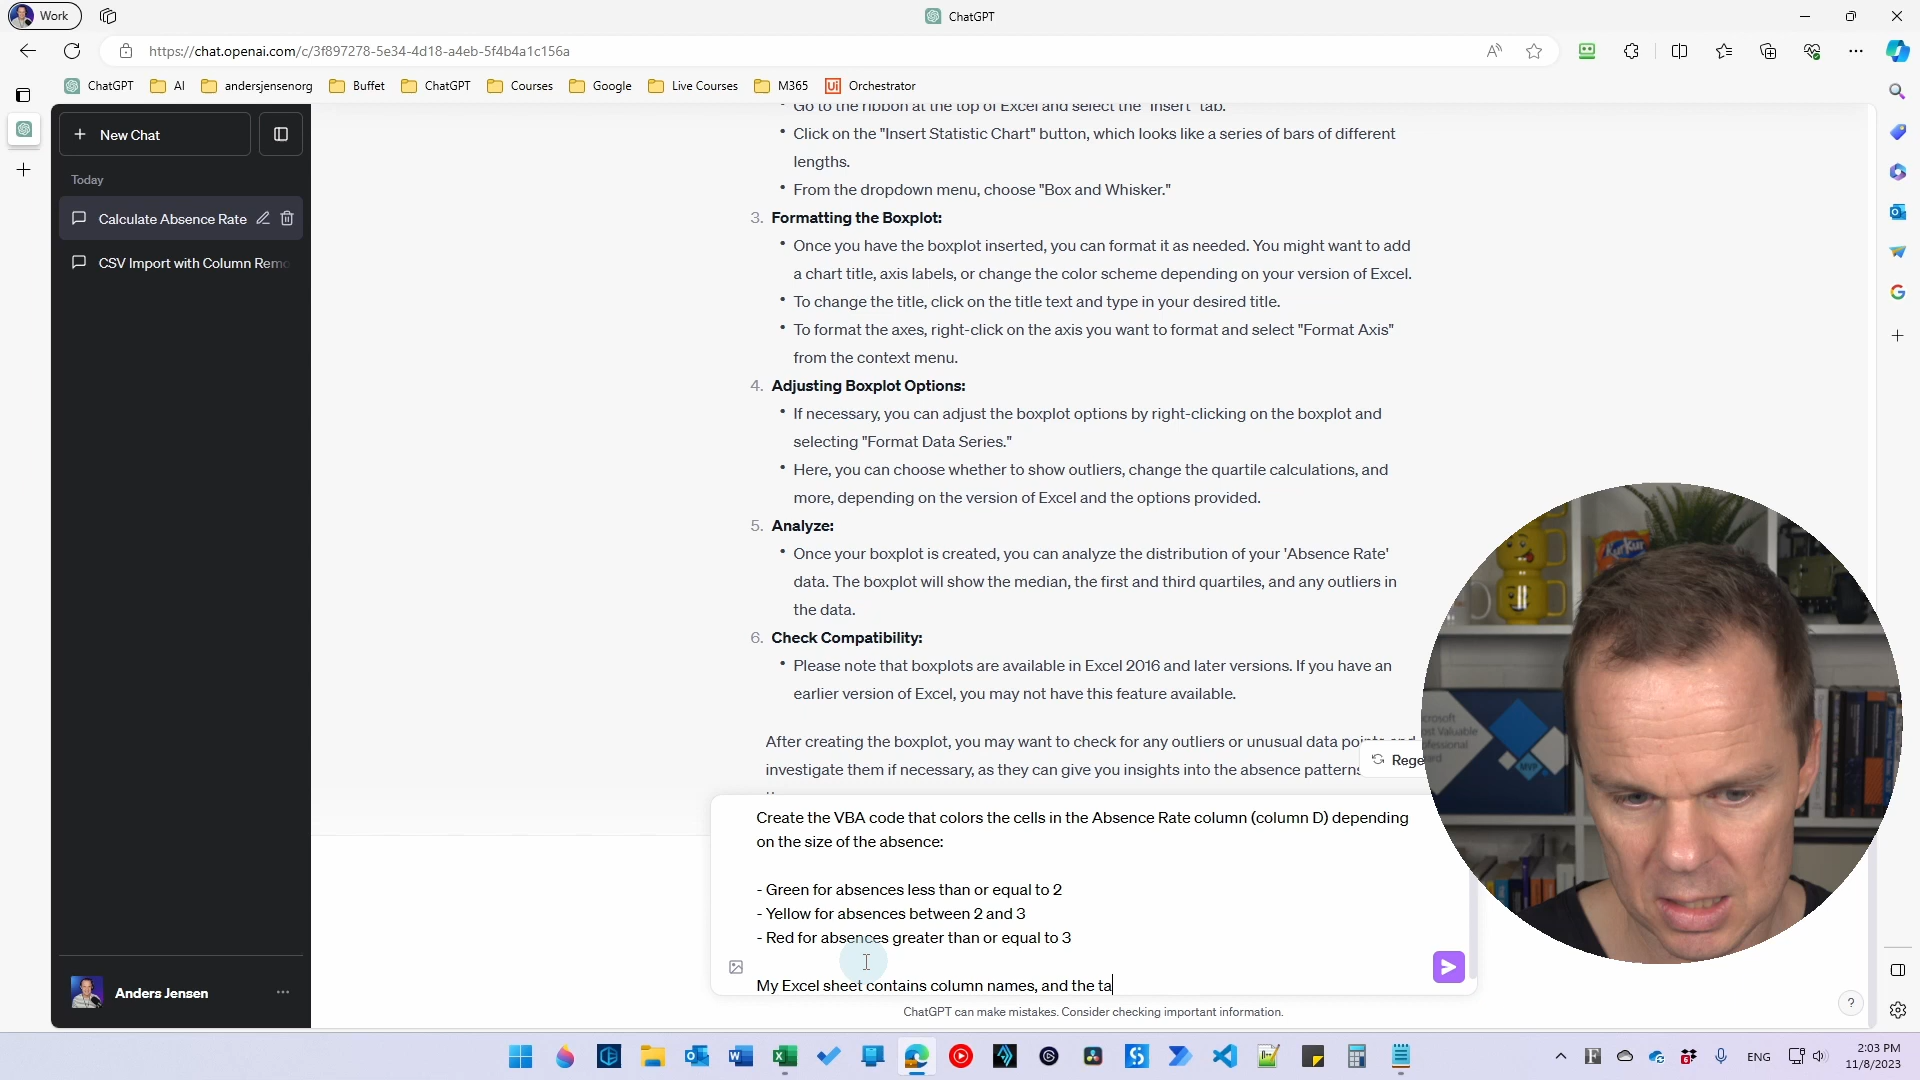 Work
ChatGPT
https://chat.openai.com/c/3f897278-5e34-4d18-a4eb-5f4b4a1c156a
ChatGPT AI andersjensenorg Buffet ChatGPT Courses Google Live Courses M365 Orchestrator
New Chat
Today
Calculate Absence Rate
CSV Import with Column Remo
Anders Jensen
Go to the ribbon at the top of Excel and select the "Insert" tab.
Click on the "Insert Statistic Chart" button, which looks like a series of bars of different
lengths.
From the dropdown menu, choose "Box and Whisker."
3. Formatting the Boxplot:
Once you have the boxplot inserted, you can format it as needed. You might want to add
a chart title, axis labels, or change the color scheme depending on your version of Excel.
To change the title, click on the title text and type in your desired title.
To format the axes, right-click on the axis you want to format and select "Format Axis"
from the context menu.
4. Adjusting Boxplot Options:
If necessary, you can adjust the boxplot options by right-clicking on the boxplot and
selecting "Format Data Series."
Here, you can choose whether to show outliers, change the quartile calculations, and
more, depending on the version of Excel and the options provided.
5. Analyze:
Once your boxplot is created, you can analyze the distribution of your 'Absence Rate'
data. The boxplot will show the median, the first and third quartiles, and any outliers in
the data.
6. Check Compatibility:
Please note that boxplots are available in Excel 2016 and later versions. If you have an
earlier version of Excel, you may not have this feature available.
After creating the boxplot, you may want to check for any outliers or unusual data points and
investigate them if necessary, as they can give you insights into the absence patterns
Rege
Create the VBA code that colors the cells in the Absence Rate column (column D) depending
on the size of the absence:
- Green for absences less than or equal to 2
- Yellow for absences between 2 and 3
- Red for absences greater than or equal to 3
My Excel sheet contains column names, and the ta
ChatGPT can make mistakes. Consider checking important information.
?
ENG
2:03 PM
11/8/2023